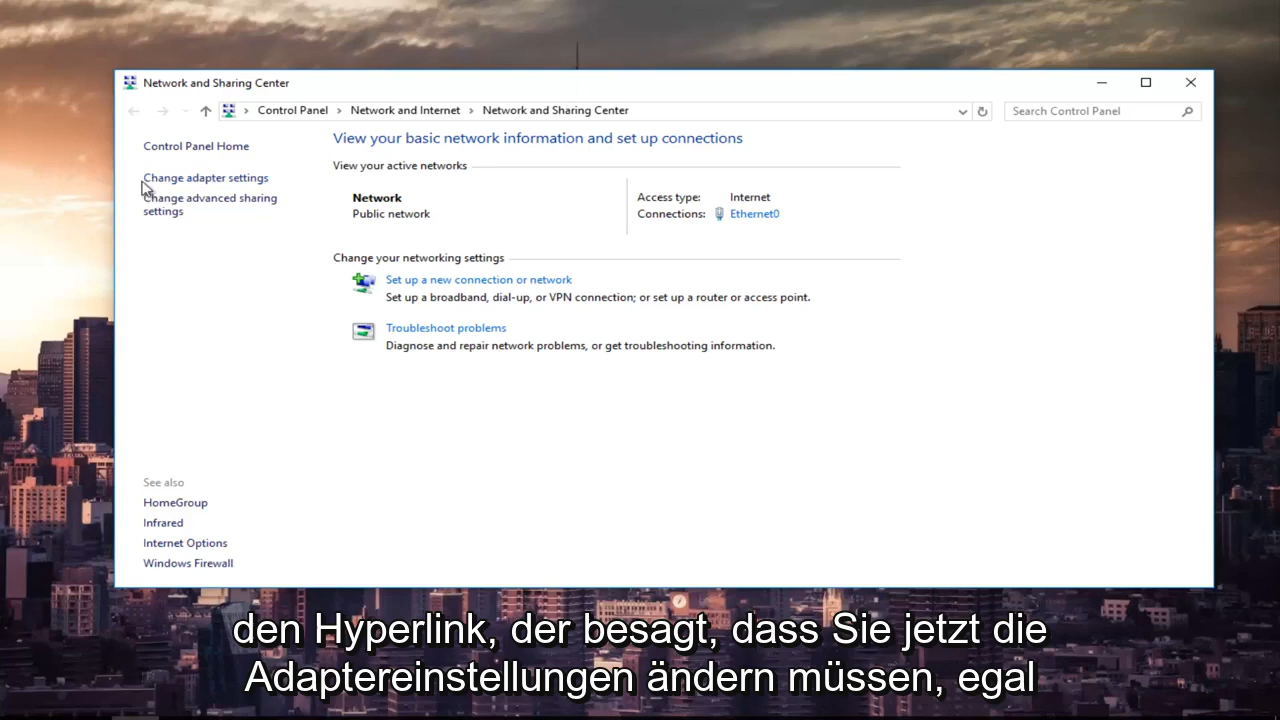 Network and Sharing Center
Control Panel > Network and Internet > Network and Sharing Center
Search Control Panel
Control Panel Home
Change adapter settings
Change advanced sharing
settings
View your basic network information and set up connections
View your active networks
Network
Public network
Access type: Internet
Connections: Ethernet0
Change your networking settings
Set up a new connection or network
Set up a broadband, dial-up, or VPN connection; or set up a router or access point.
Troubleshoot problems
Diagnose and repair network problems, or get troubleshooting information.
See also
HomeGroup
Infrared
Internet Options
Windows Firewall
den Hyperlink, der besagt, dass Sie jetzt die
Adaptereinstellungen ändern müssen, egal